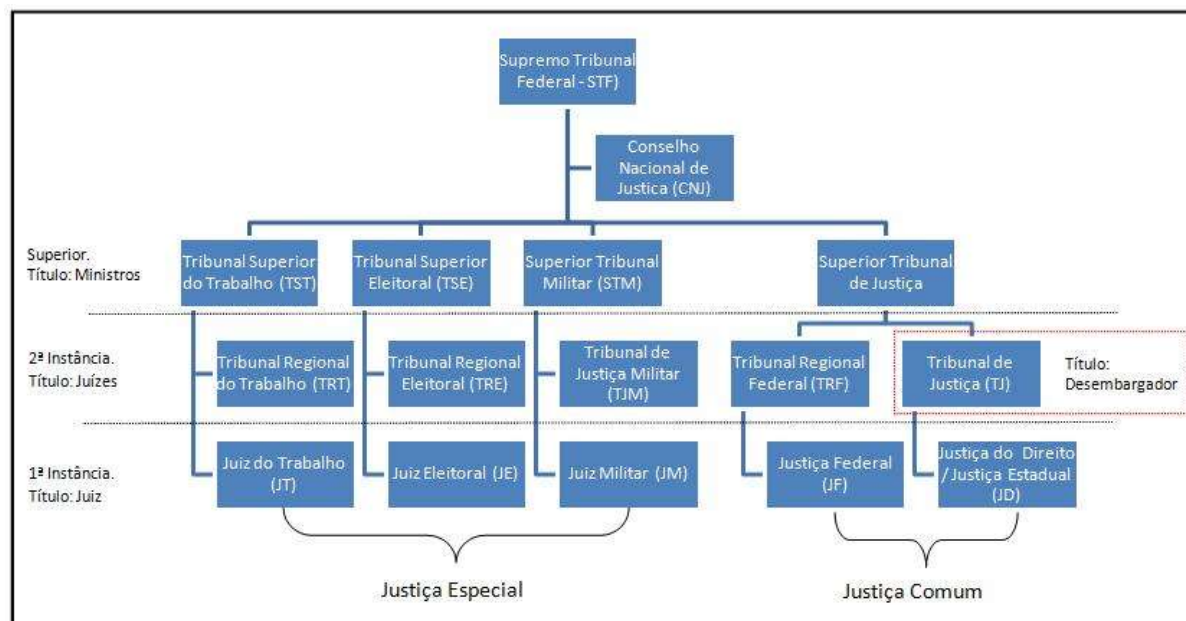 Supremo Tribunal
Federal - STF)
Conselho
Nacional de
Justica (CNJ)
Superior.
Título: Ministros
Tribunal Superior
do Trabalho (TST)
Tribunal Superior
Eleitoral (TSE)
Superior Tribunal
Militar (STM)
Superior Tribunal
de Justiça
2ª Instância.
Título: Juízes
Tribunal Regional
do Trabalho (TRT)
Tribunal Regional
Eleitoral (TRE)
Tribunal de
Justiça Militar
(TJM)
Tribunal Regional
Federal (TRF)
Tribunal de
Justiça (TJ)
Título:
Desembargador
1ª Instância.
Título: Juiz
Juiz do Trabalho
(JT)
Juiz Eleitoral (JE)
Juiz Militar (JM)
Justiça Federal
(JF)
Justiça do Direito
/ Justiça Estadual
(JD)
Justiça Especial
Justiça Comum